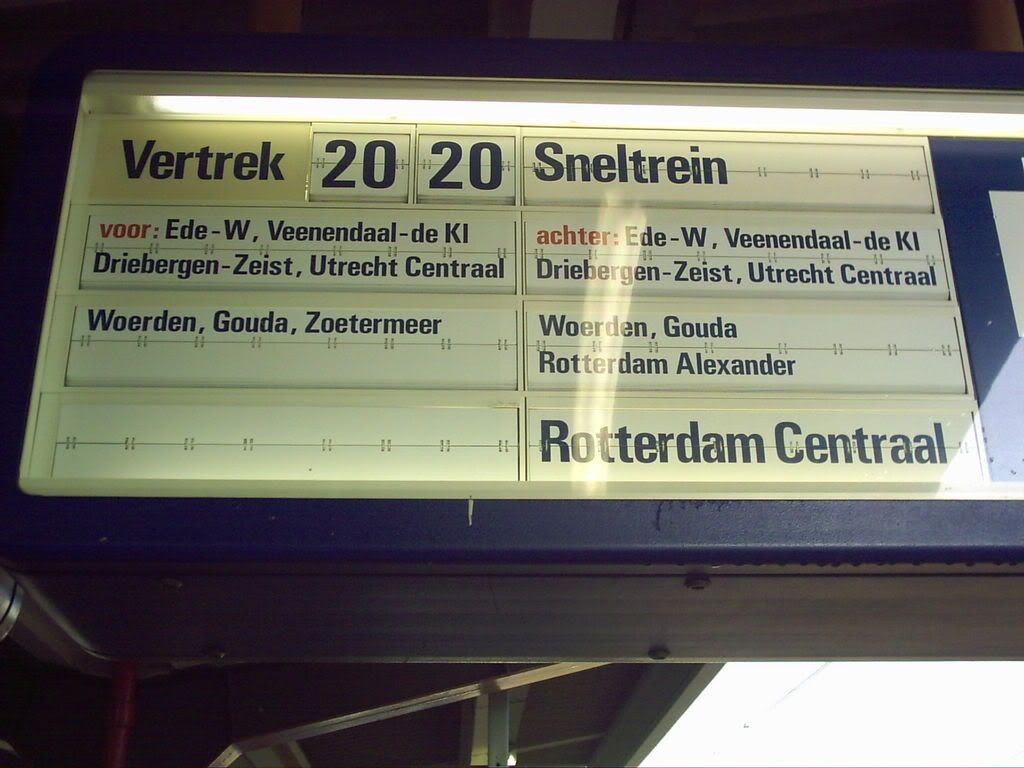 Vertrek 20 20 Sneltrein
voor: Ede-W, Veenendaal-de Kl
Driebergen-Zeist, Utrecht Centraal
Woerden, Gouda, Zoetermeer
achter: Ede-W, Veenendaal-de Kl
Driebergen-Zeist, Utrecht Centraal
Woerden, Gouda
Rotterdam Alexander
Rotterdam Centraal